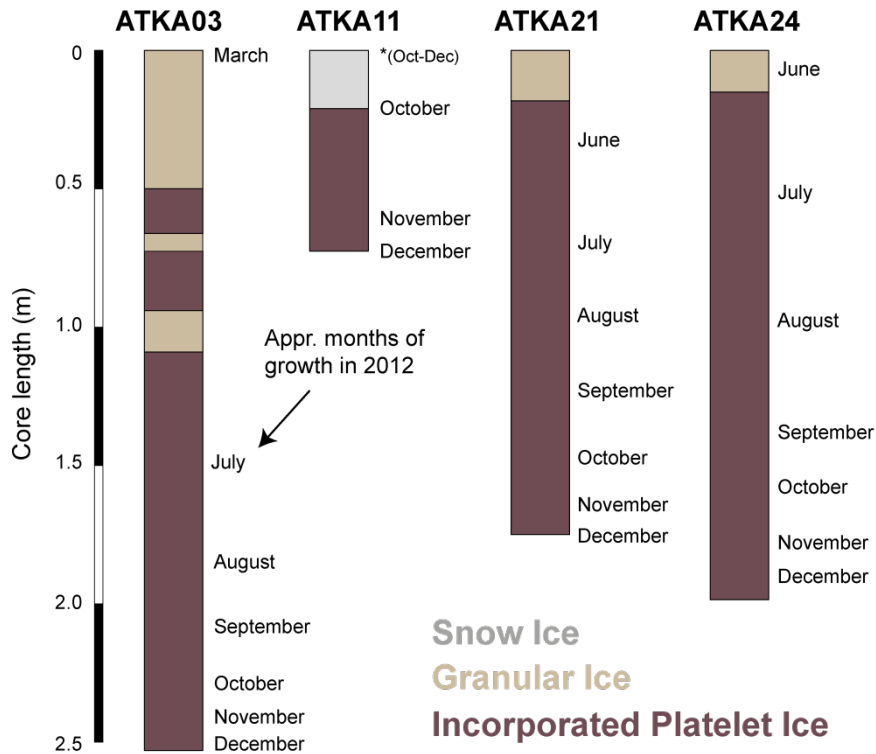 ATKA03
ATKA11
ATKA21
ATKA24
Core length (m)
0
0.5
1.0
1.5
2.0
2.5
March
July
August
September
October
November
December
*(Oct-Dec)
October
November
December
June
July
August
September
October
November
December
June
July
August
September
October
November
December
Appr. months of
growth in 2012
Snow Ice
Granular Ice
Incorporated Platelet Ice